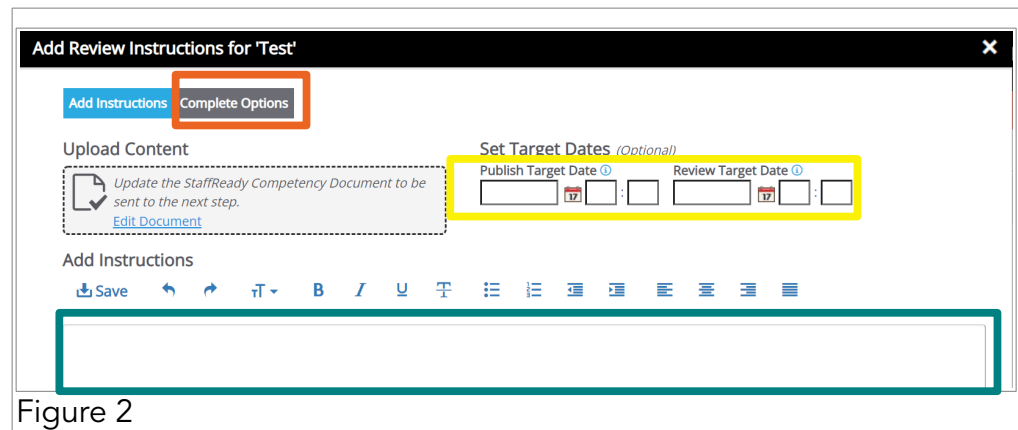 Add Review Instructions for 'Test'
Add Instructions Complete Options
Upload Content
Update the StaffReady Competency Document to be
sent to the next step.
Edit Document
Set Target Dates (Optional)
Publish Target Date Review Target Date
17 : 17 :
Add Instructions
Save
Figure 2